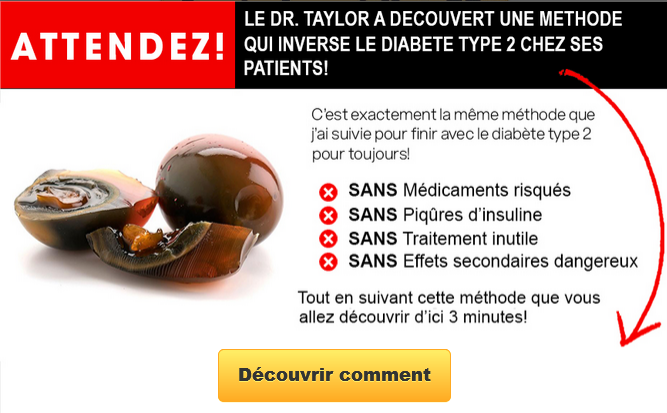 ATTENDEZ!
LE DR. TAYLOR A DECOUVERT UNE METHODE
QUI INVERSE LE DIABETE TYPE 2 CHEZ SES
PATIENTS!
C'est exactement la même méthode que
j'ai suivie pour finir avec le diabète type 2
pour toujours!
SANS Médicaments risqués
SANS Piqûres d'insuline
SANS Traitement inutile
SANS Effets secondaires dangereux
Tout en suivant cette méthode que vous
allez découvrir d'ici 3 minutes!
Découvrir comment